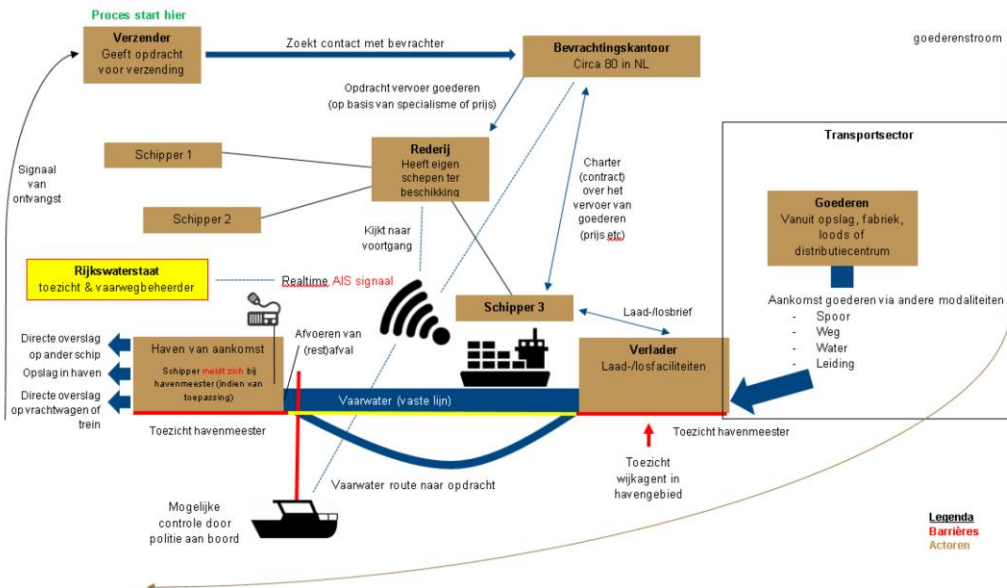 Proces start hier
Verzender
Geeft opdracht
voor verzending
Zoekt contact met bevrachter
Bevrachtingskantoor
Circa 80 in NL
goederenstroom
Opdracht vervoer goederen
(op basis van specialisme of prijs)
Transportsector
Schipper 1
Rederij
Heeft eigen
schepen ter
beschikking
Signaal
van
ontvangst
Schipper 2
Charter
(contract)
over het
vervoer van
goederen
(prijs etc)
Goederen
Vanuit opslag, fabriek,
loods of
distributiecentrum
Kijkt naar
voortgang
Rijkswaterstaat
toezicht & vaarwegbeheerder
Realtime AIS signaal
Schipper 3
Laad-/losbrief
Aankomst goederen via andere modaliteiten
- Spoor
- Weg
- Water
- Leiding
Directe overslag
op ander schip
Opslag in haven
Directe overslag
op vrachtwagen of
trein
Haven van aankomst
Schipper meldt zich bij
havenmeester (indien van
toepassing)
Afvoeren van
(rest)afval
Verlader
Laad-/losfaciliteiten
Vaarwater (vaste lijn)
Toezicht havenmeester
Toezicht havenmeester
Toezicht
wijkagent in
havengebied
Vaarwater route naar opdracht
Mogelijke
controle door
politie aan boord
Legenda
Barrières
Actoren